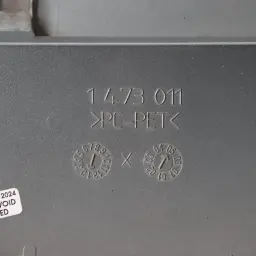 1 473 011
>PC-PET<
X
2024
VOID
ED